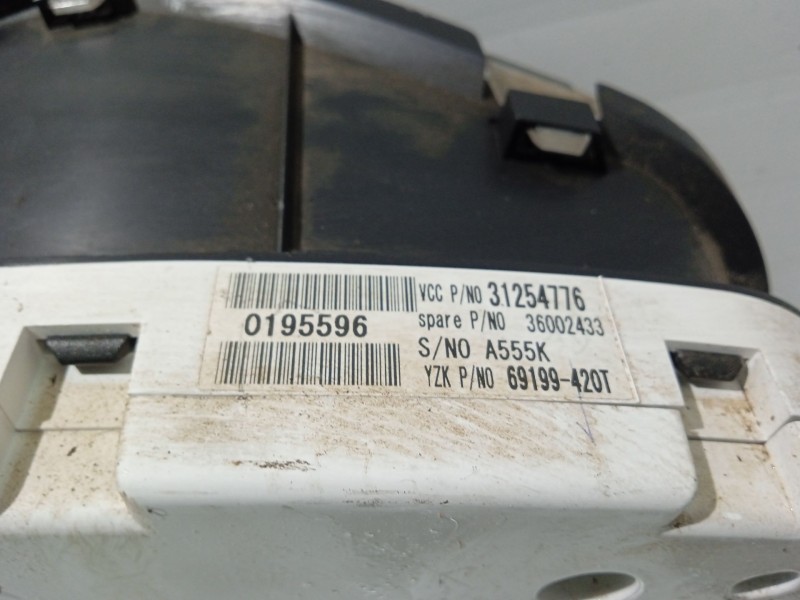 0195596
VCC P/NO 31254776
spare P/NO 36002433
S/NO A555K
YZK P/NO 69199-420T